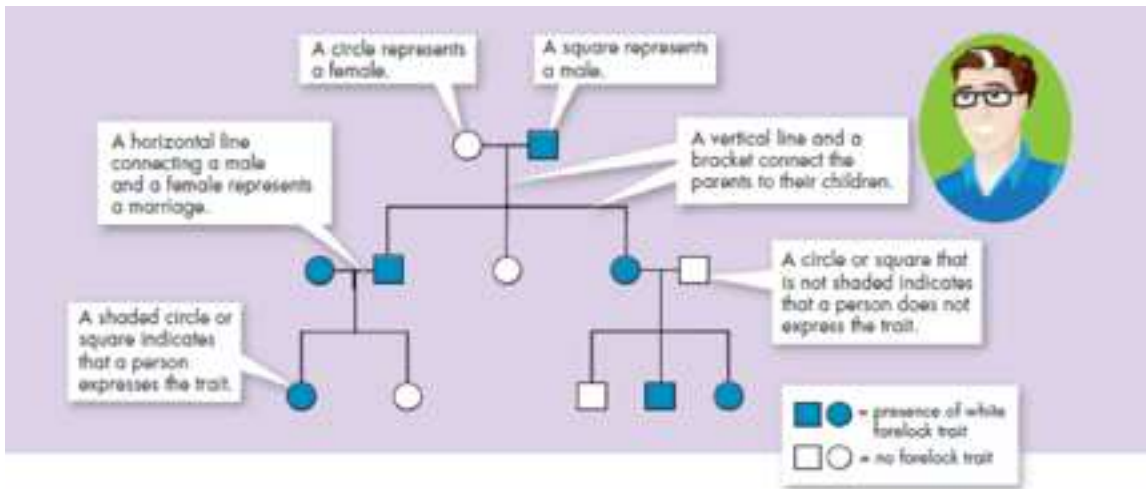 A circle represents
a female.
A square represents
a male.
A horizontal line
connecting a male
and a female represents
a marriage.
A vertical line and a
bracket connect the
parents to their children.
A circle or square that
is not shaded indicates
that a person does not
express the trait.
A shaded circle or
square indicates
that a person
expresses the trait.
= presence of white
forelock trait
= no forelock trait